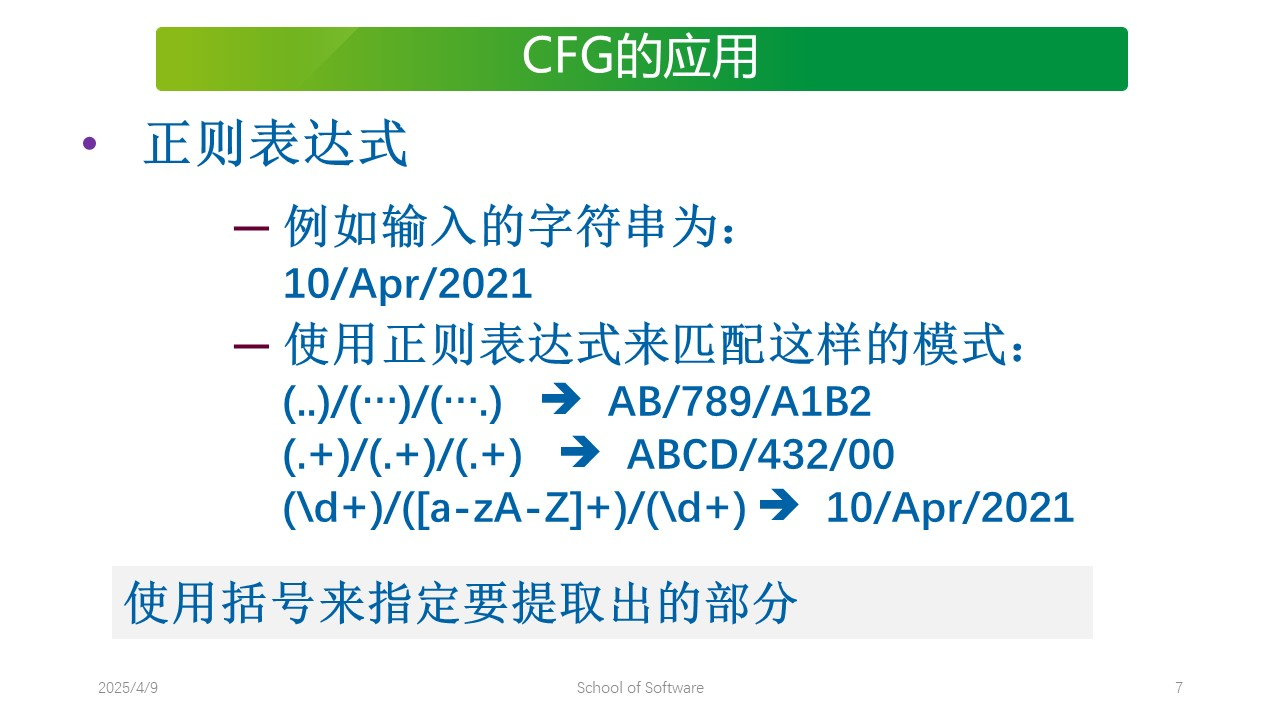 CFG的应用
• 正则表达式
— 例如输入的字符串为：
10/Apr/2021
— 使用正则表达式来匹配这样的模式：
(..)/(…)/(….) ➔ AB/789/A1B2
(.+)/(.+)/(.+) ➔ ABCD/432/00
(\d+)/([a-zA-Z]+)/(\d+) ➔ 10/Apr/2021
使用括号来指定要提取出的部分
2025/4/9 School of Software 7